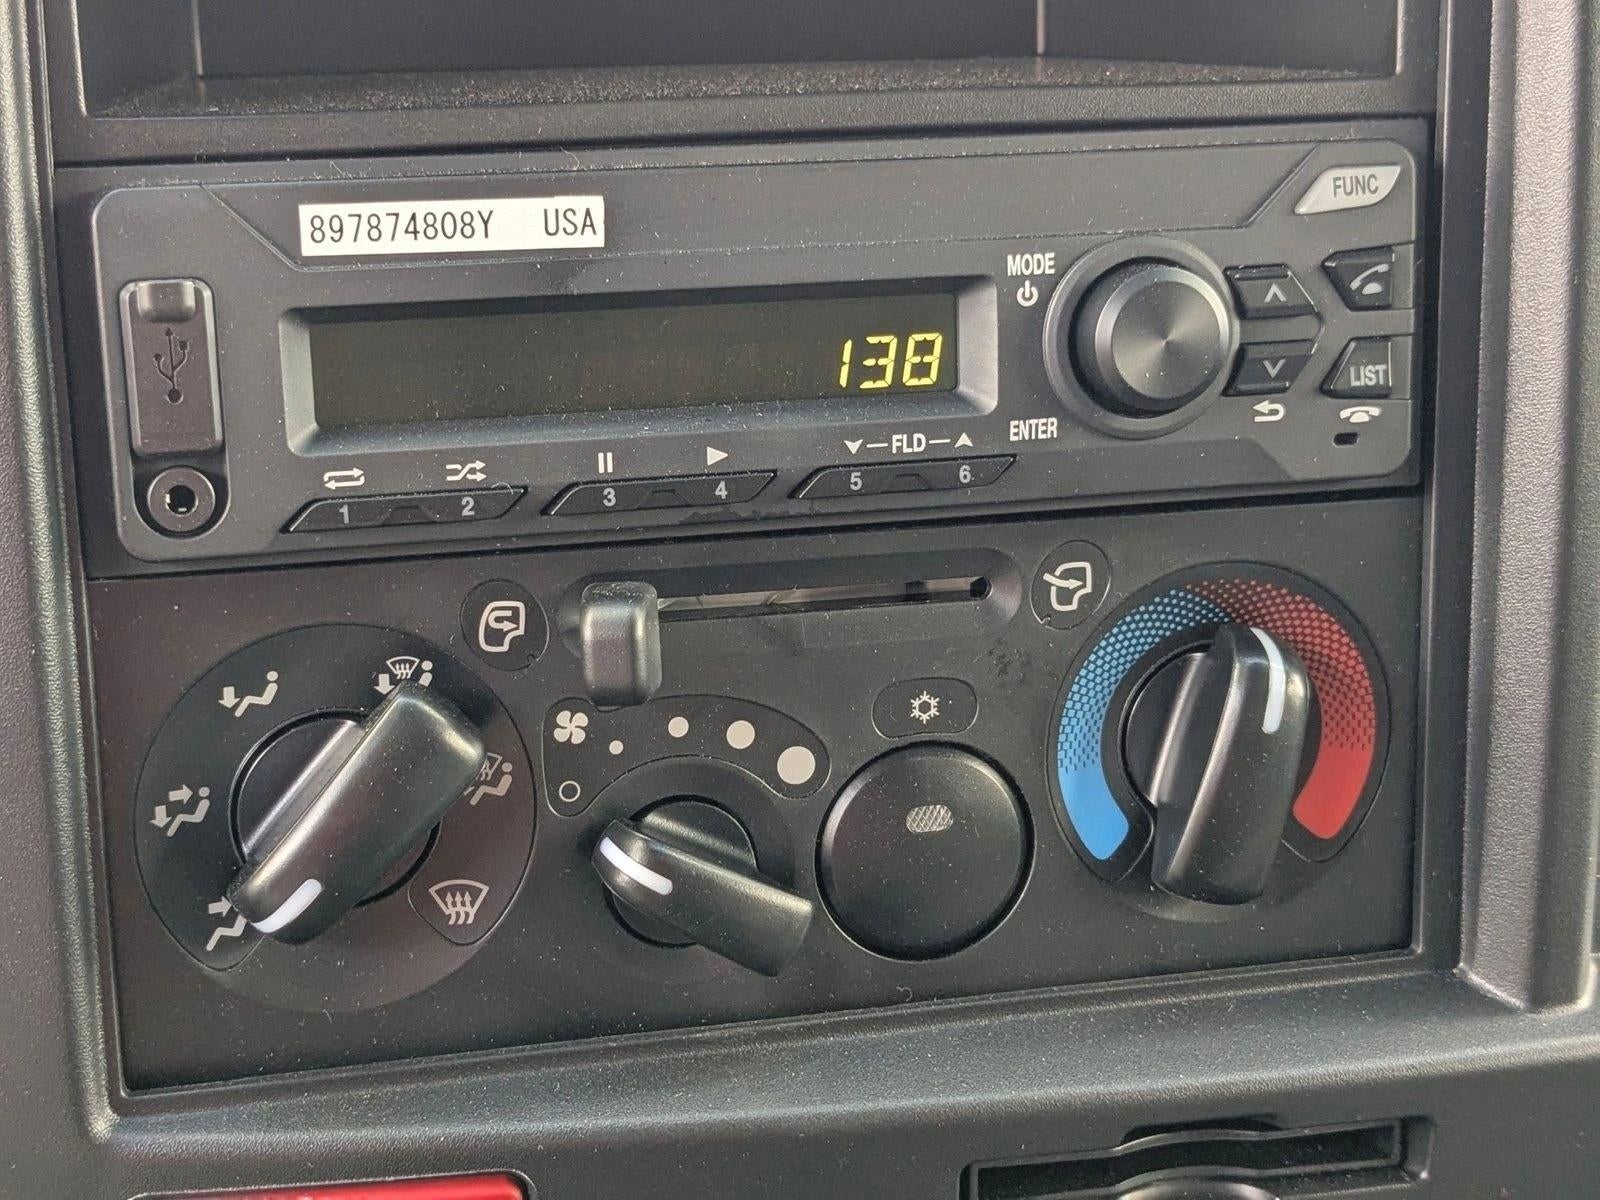 897874808Y USA
FUNC
MODE
138
LIST
ENTER
FLD
1 2 3 4 5 6